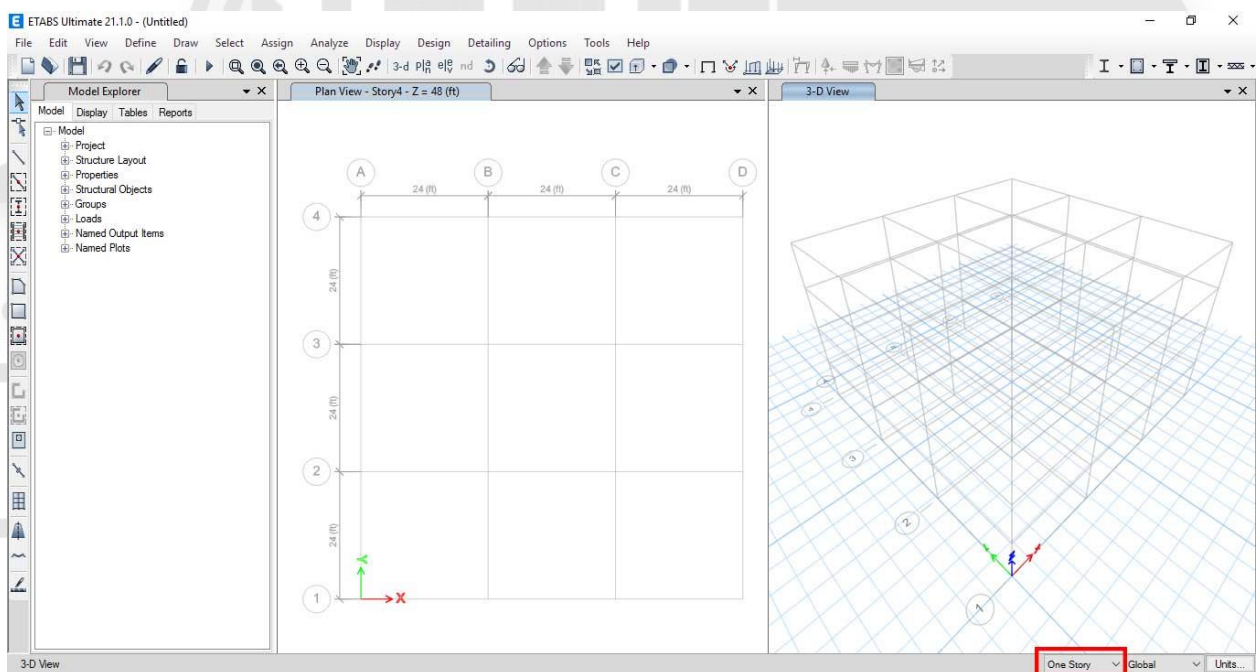 ETABS Ultimate 21.1.0 - (Untitled)
File Edit View Define Draw Select Assign Analyze Display Design Detailing Options Tools Help
3-d nd
Model Explorer
Model Display Tables Reports
Model
Project
Structure Layout
Properties
Structural Objects
Groups
Loads
Named Output Items
Named Plots
Plan View - Story4 - Z = 48 (ft)
A B C D
24 (ft) 24 (ft) 24 (ft)
4
24 (ft)
3
24 (ft)
2
24 (ft)
1
Y
X
3-D View
3
2
3-D View
One Story Global Units...